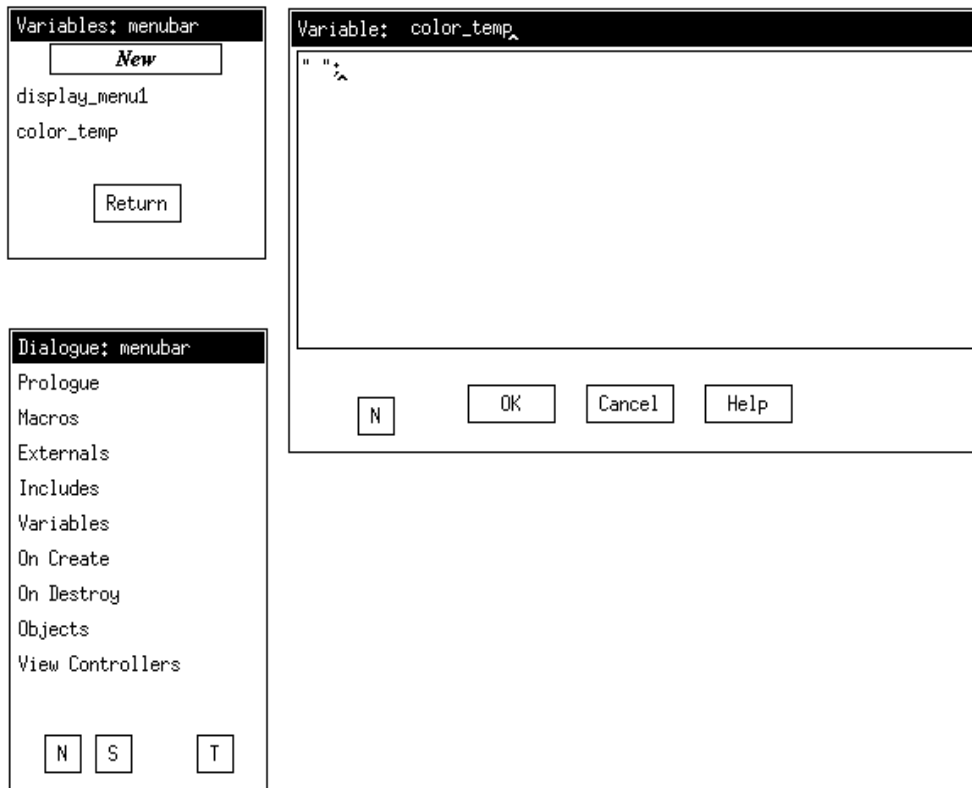 Variables: menubar
New
display_menu1
color_temp
Return
Variable: color_temp
" ";
N
OK
Cancel
Help
Dialogue: menubar
Prologue
Macros
Externals
Includes
Variables
On Create
On Destroy
Objects
View Controllers
N S T